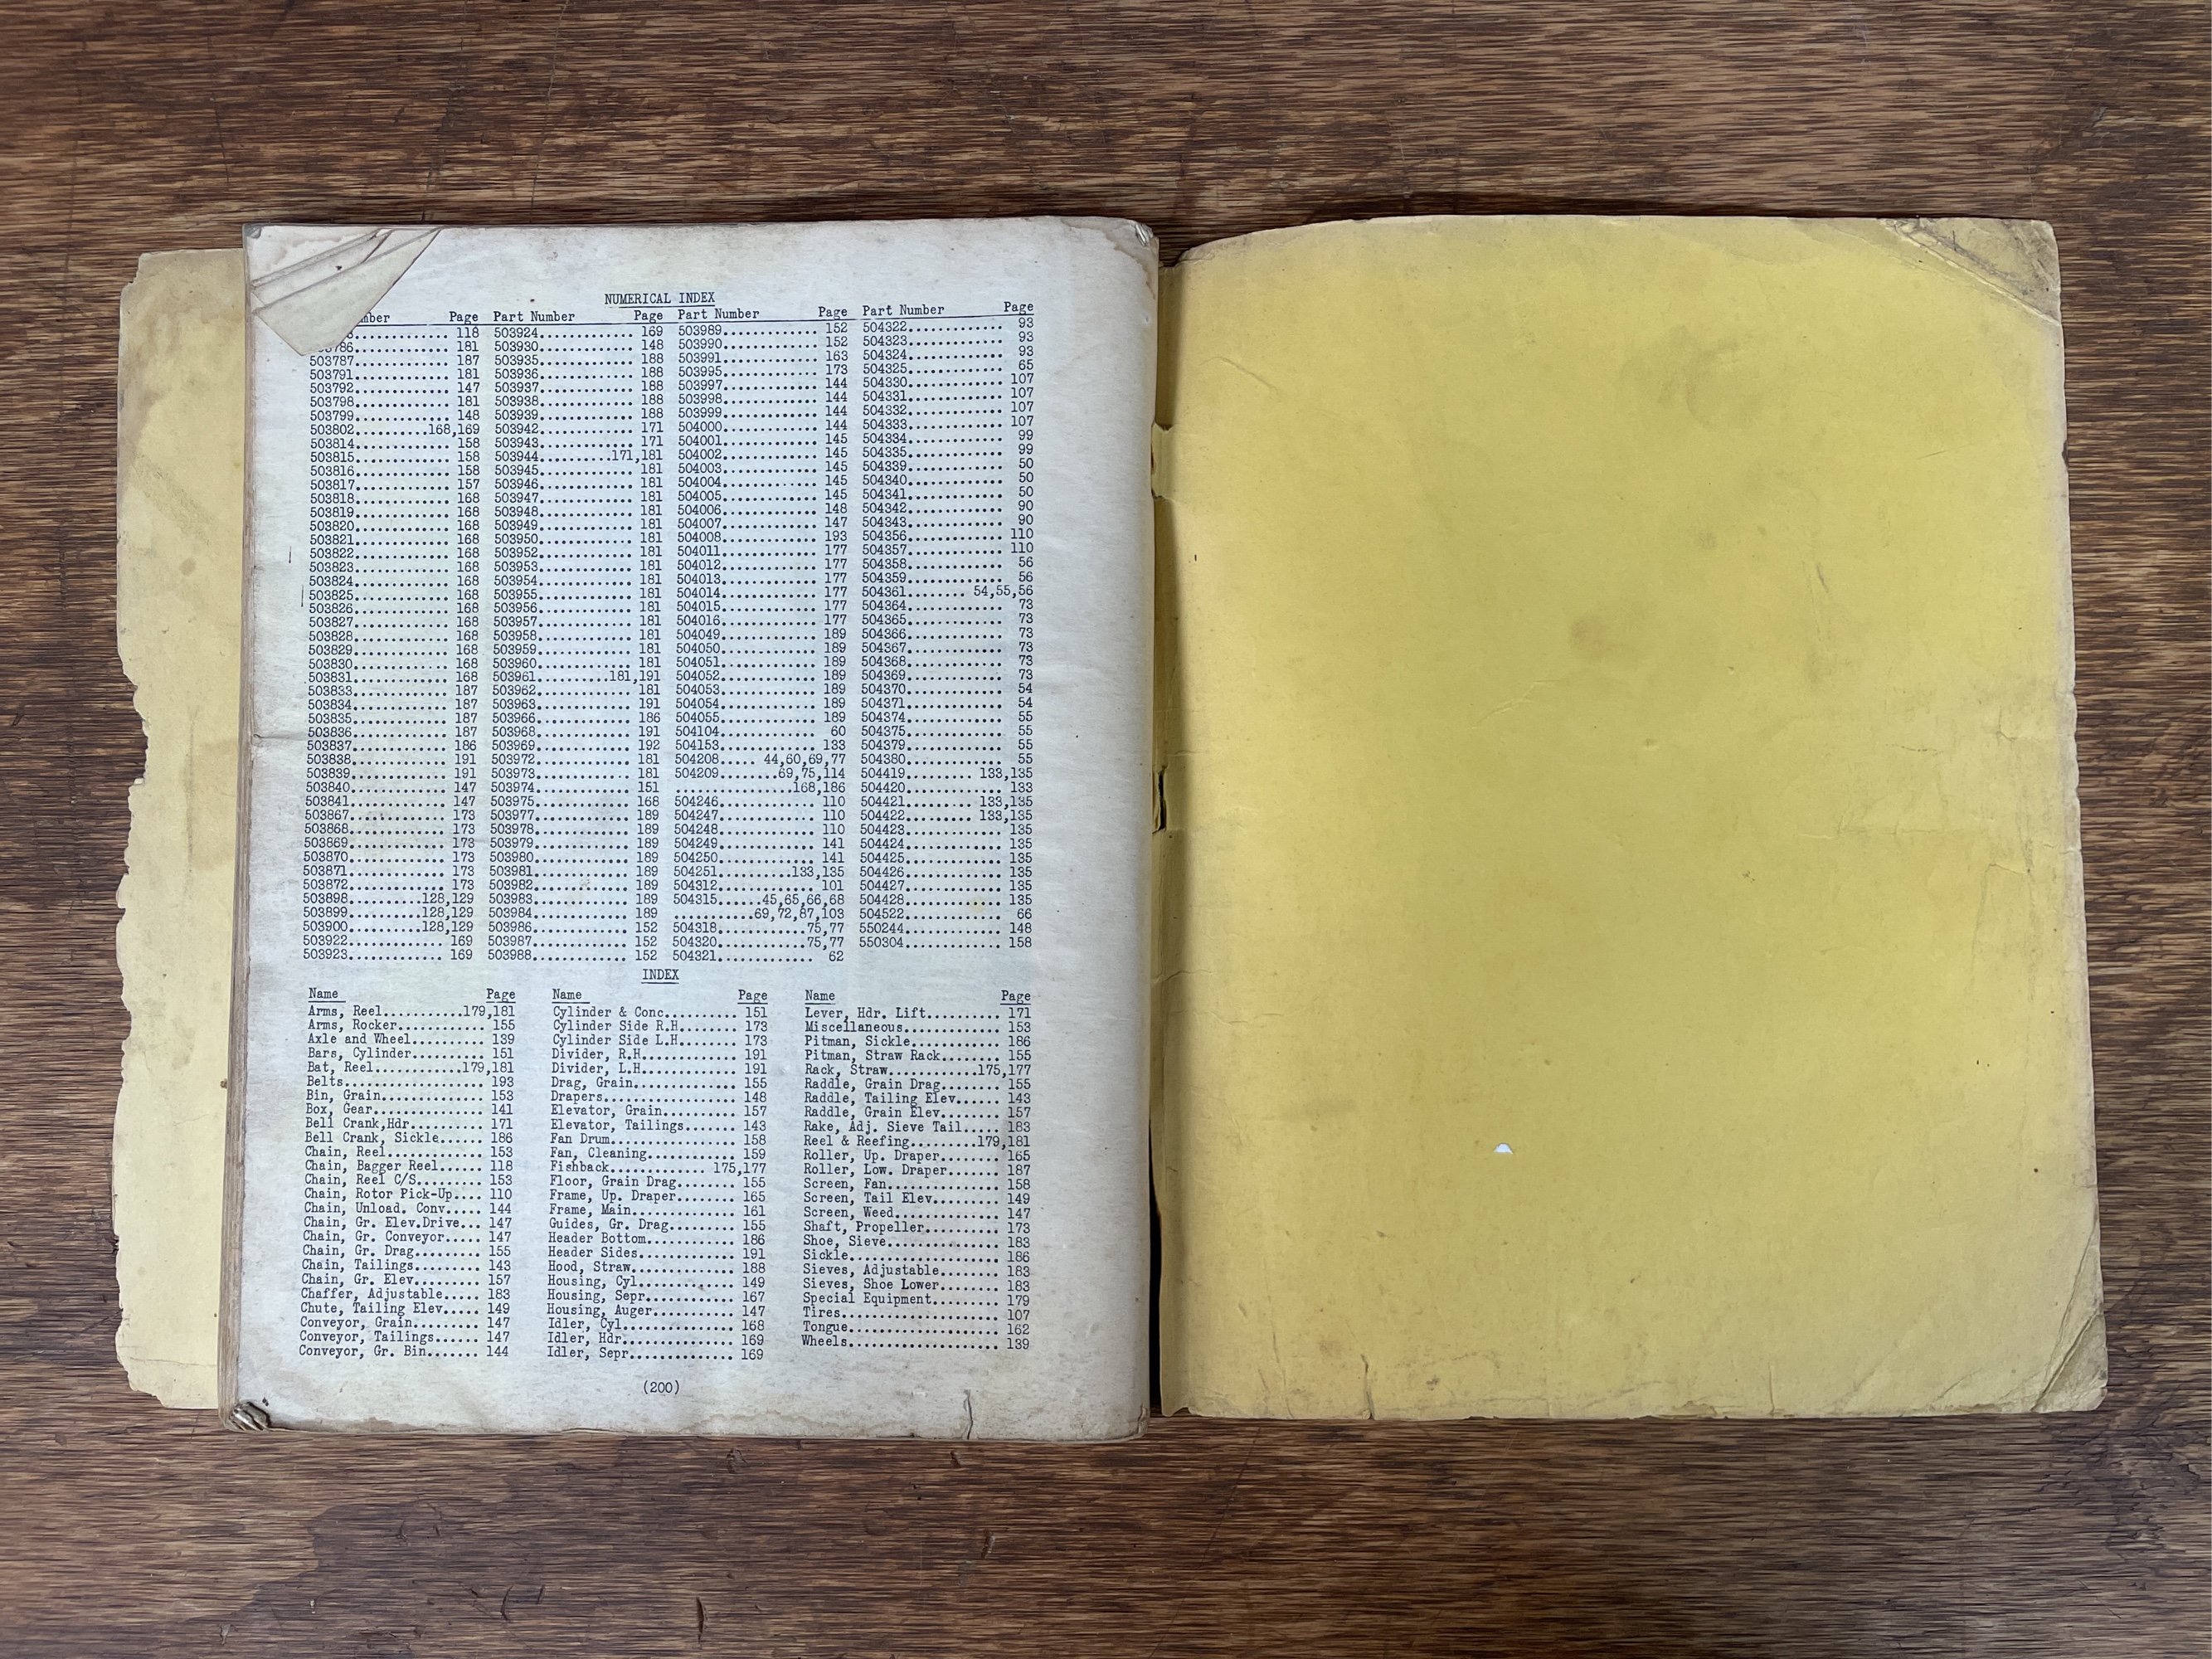 NUMERICAL INDEX
Page
118
181
503787............. 187
503791............. 181
503792............. 147
503798............. 181
503799............. 148
503802..........168,169
503814............. 158
503815............. 158
503816............. 158
503817............. 157
503818............. 168
503819............. 168
503820............. 168
503821............. 168
503822............. 168
503823............. 168
503824............. 168
503825............. 168
503826............. 168
503827............. 168
503828............. 168
503829............. 168
503830............. 168
503831............. 168
503833............. 187
503834............. 187
503835............. 187
503836............. 187
503837............. 186
503838............. 191
503839............. 191
503840............. 147
503841............. 147
503867............. 173
503868............. 173
503869............. 173
503870............. 173
503871............. 173
503872............. 173
503898.........128,129
503899.........128,129
503900.........128,129
503922............ 169
503923............ 169
Part Number Page
503924............. 169
503930............. 148
503935............. 188
503936............. 188
503937............. 188
503938............. 188
503939............. 188
503942............. 171
503943............. 171
503944..........171,181
503945............. 181
503946............. 181
503947............. 181
503948............. 181
503949............. 181
503950............. 181
503952............. 181
503953............. 181
503954............. 181
503955............. 181
503956............. 181
503957............. 181
503958............. 181
503959............. 181
503960............. 181
503961..........181,191
503962............. 181
503963............. 191
503966............. 186
503968............. 191
503969............. 192
503972............. 181
503973............. 181
503974............. 151
503975............. 168
503977............. 189
503978............. 189
503979............. 189
503980............. 189
503981............. 189
503982............. 189
503983............. 189
503984............. 189
503986............. 152
503987............. 152
503988............. 152
Part Number Page
503989............. 152
503990............. 152
503991............. 163
503995............. 173
503997............. 144
503998............. 144
503999............. 144
504000............. 144
504001............. 145
504002............. 145
504003............. 145
504004............. 145
504005............. 145
504006............. 148
504007............. 147
504008............. 193
504011............. 177
504012............. 177
504013............. 177
504014............. 177
504015............. 177
504016............. 177
504049............. 189
504050............. 189
504051............. 189
504052............. 189
504053............. 189
504054............. 189
504055............. 189
504104............. 60
504153............. 133
504208..... 44,60,69,77
504209........69,75,114
................168,186
504246............. 110
504247............. 110
504248............. 110
504249............. 141
504250............. 141
504251..........133,135
504312............. 101
504315......45,65,66,68
...........69,72,87,103
504318............75,77
504320............75,77
504321............. 62
Part Number Page
504322............. 93
504323............. 93
504324............. 93
504325............. 65
504330............. 107
504331............. 107
504332............. 107
504333............. 107
504334............. 99
504335............. 99
504339............. 50
504340............. 50
504341............. 50
504342............. 90
504343............. 90
504356............. 110
504357............. 110
504358............. 56
504359............. 56
504361........ 54,55,56
504364............. 73
504365............. 73
504366............. 73
504367............. 73
504368............. 73
504369............. 73
504370............. 54
504371............. 54
504374............. 55
504375............. 55
504379............. 55
504380............. 55
504419......... 133,135
504420............. 133
504421......... 133,135
504422......... 133,135
504423............. 135
504424............. 135
504425............. 135
504426............. 135
504427............. 135
504428............. 135
504522............. 66
550244............. 148
550304............. 158
INDEX
Name Page
Arms, Reel...........179,181
Arms, Rocker............ 155
Axle and Wheel.......... 139
Bars, Cylinder.......... 151
Bat, Reel............179,181
Belts................... 193
Bin, Grain.............. 153
Box, Gear............... 141
Bell Crank,Hdr.......... 171
Bell Crank, Sickle...... 186
Chain, Reel............. 153
Chain, Bagger Reel...... 118
Chain, Reel C/S......... 153
Chain, Rotor Pick-Up.... 110
Chain, Unload. Conv..... 144
Chain, Gr. Elev.Drive... 147
Chain, Gr. Conveyor..... 147
Chain, Gr. Drag......... 155
Chain, Tailings......... 143
Chain, Gr. Elev......... 157
Chaffer, Adjustable..... 183
Chute, Tailing Elev..... 149
Conveyor, Grain......... 147
Conveyor, Tailings...... 147
Conveyor, Gr. Bin....... 144
Name Page
Cylinder & Conc.......... 151
Cylinder Side R.H........ 173
Cylinder Side L.H........ 173
Divider, R.H............. 191
Divider, L.H............. 191
Drag, Grain.............. 155
Drapers.................. 148
Elevator, Grain.......... 157
Elevator, Tailings....... 143
Fan Drum................. 158
Fan, Cleaning............ 159
Fishback............. 175,177
Floor, Grain Drag........ 155
Frame, Up. Draper........ 165
Frame, Main.............. 161
Guides, Gr. Drag......... 155
Header Bottom............ 186
Header Sides............. 191
Hood, Straw.............. 188
Housing, Cyl............. 149
Housing, Sepr............ 167
Housing, Auger........... 147
Idler, Cyl............... 168
Idler, Hdr............... 169
Idler, Sepr.............. 169
Name Page
Lever, Hdr. Lift......... 171
Miscellaneous............ 153
Pitman, Sickle........... 186
Pitman, Straw Rack....... 155
Rack, Straw...........175,177
Raddle, Grain Drag....... 155
Raddle, Tailing Elev..... 143
Raddle, Grain Elev....... 157
Rake, Adj. Sieve Tail.... 183
Reel & Reefing........179,181
Roller, Up. Draper....... 165
Roller, Low. Draper...... 187
Screen, Fan.............. 158
Screen, Tail Elev........ 149
Screen, Weed............. 147
Shaft, Propeller......... 173
Shoe, Sieve.............. 183
Sickle................... 186
Sieves, Adjustable....... 183
Sieves, Shoe Lower....... 183
Special Equipment........ 179
Tires.................... 107
Tongue................... 162
Wheels................... 139
(200)